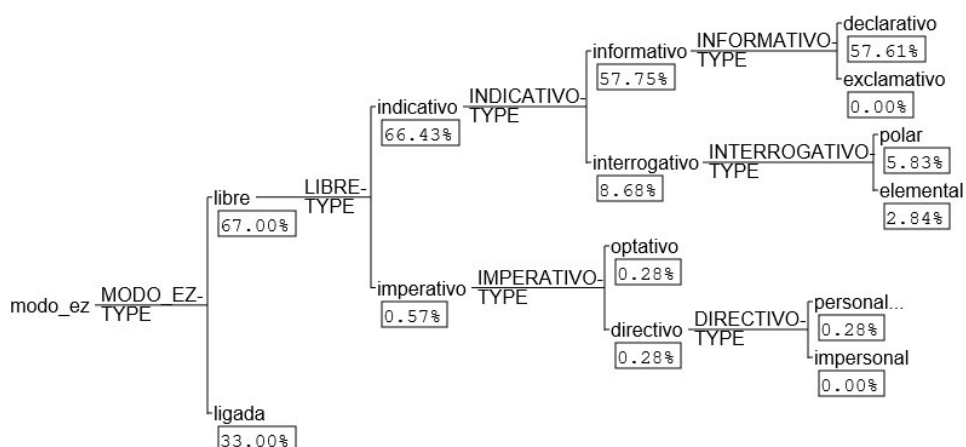 declarativo
informativo INFORMATIVO-
TYPE
57.61%
57.75%
exclamativo
indicativo INDICATIVO-
TYPE
0.00%
66.43%
polar
interrogativo INTERROGATIVO-
TYPE
5.83%
8.68%
elemental
libre LIBRE-
TYPE
2.84%
67.00%
optativo
0.28%
imperativo IMPERATIVO-
TYPE
modo_ez MODO_EZ-
TYPE
personal...
0.57%
directivo DIRECTIVO-
TYPE
0.28%
0.28%
impersonal
0.00%
ligada
33.00%